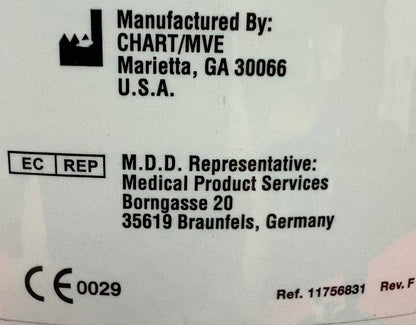 Manufactured By:
CHART/MVE
Marietta, GA 30066
U.S.A.
EC REP
M.D.D. Representative:
Medical Product Services
Borngasse 20
35619 Braunfels, Germany
CE 0029
Ref. 11756831 Rev. F